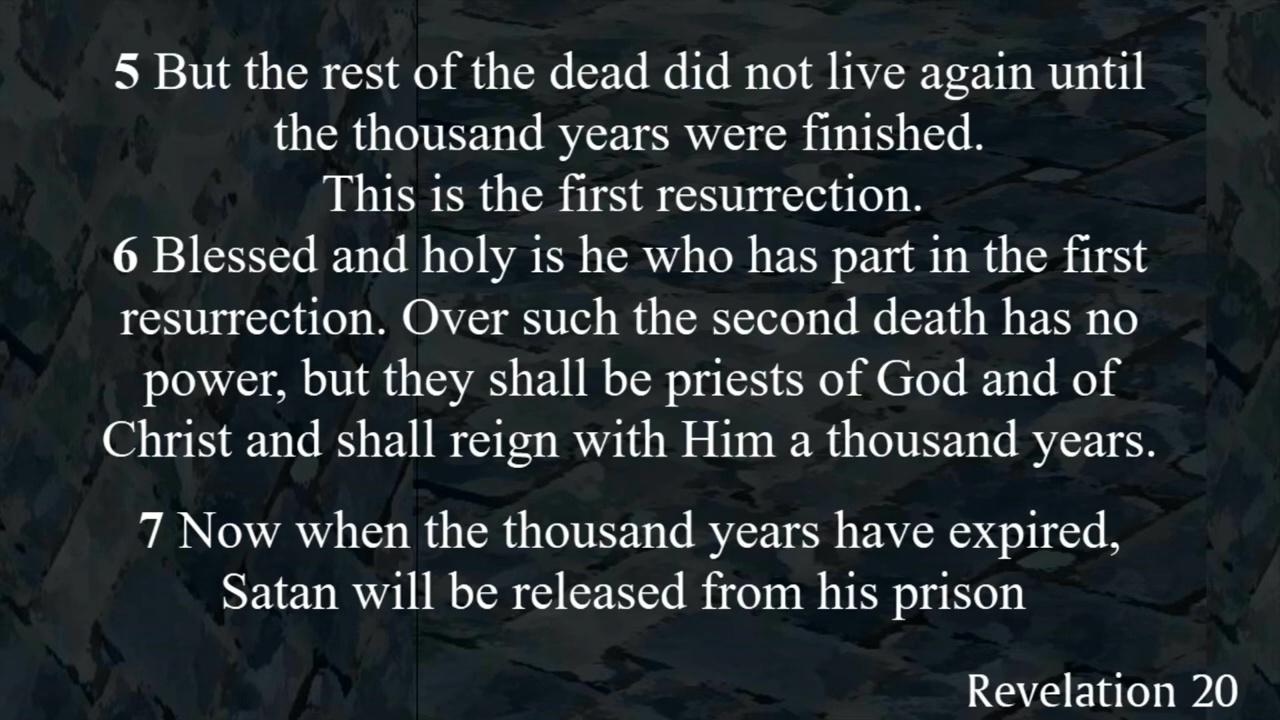 5 But the rest of the dead did not live again until
the thousand years were finished.
This is the first resurrection.
6 Blessed and holy is he who has part in the first
resurrection. Over such the second death has no
power, but they shall be priests of God and of
Christ and shall reign with Him a thousand years.
7 Now when the thousand years have expired,
Satan will be released from his prison
Revelation 20